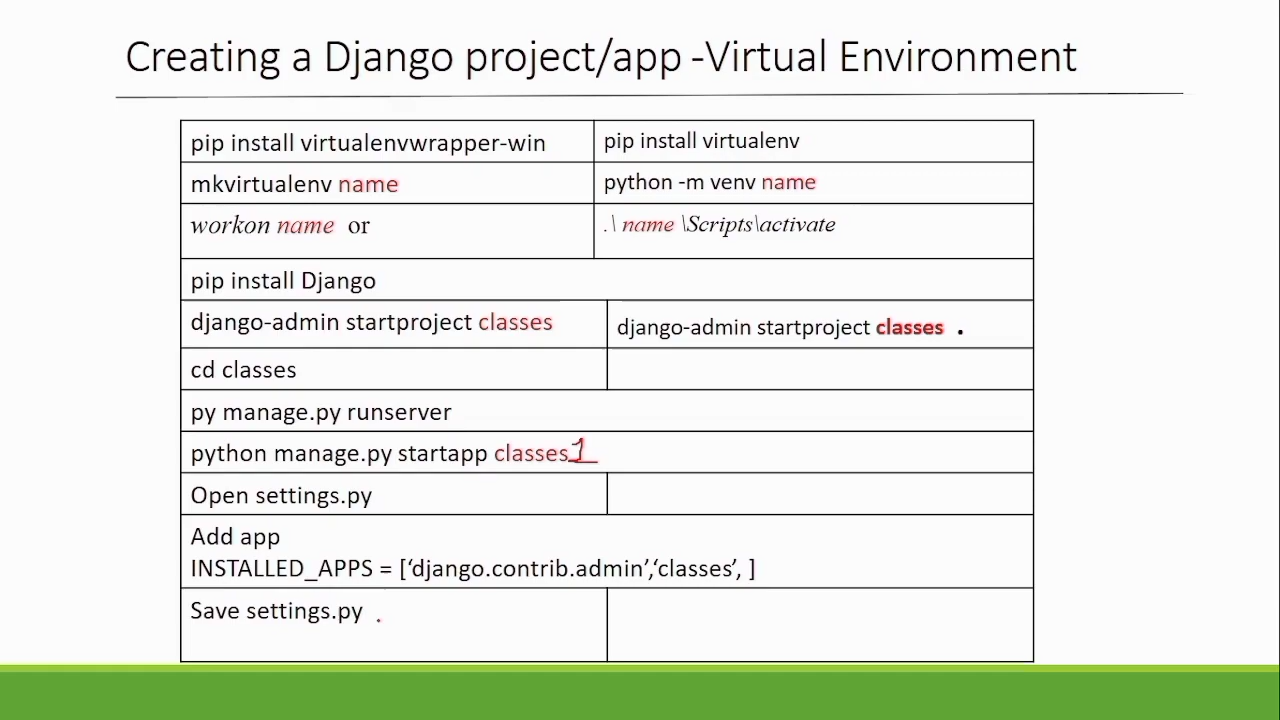 Creating a Django project/app -Virtual Environment
pip install virtualenvwrapper-win
pip install virtualenv
mkvirtualenv name
python -m venv name
workon name or
.\ name \Scripts\activate
pip install Django
django-admin startproject classes
django-admin startproject classes .
cd classes
py manage.py runserver
python manage.py startapp classes1
Open settings.py
Add app
INSTALLED_APPS = [‘django.contrib.admin’,‘classes’, ]
Save settings.py .